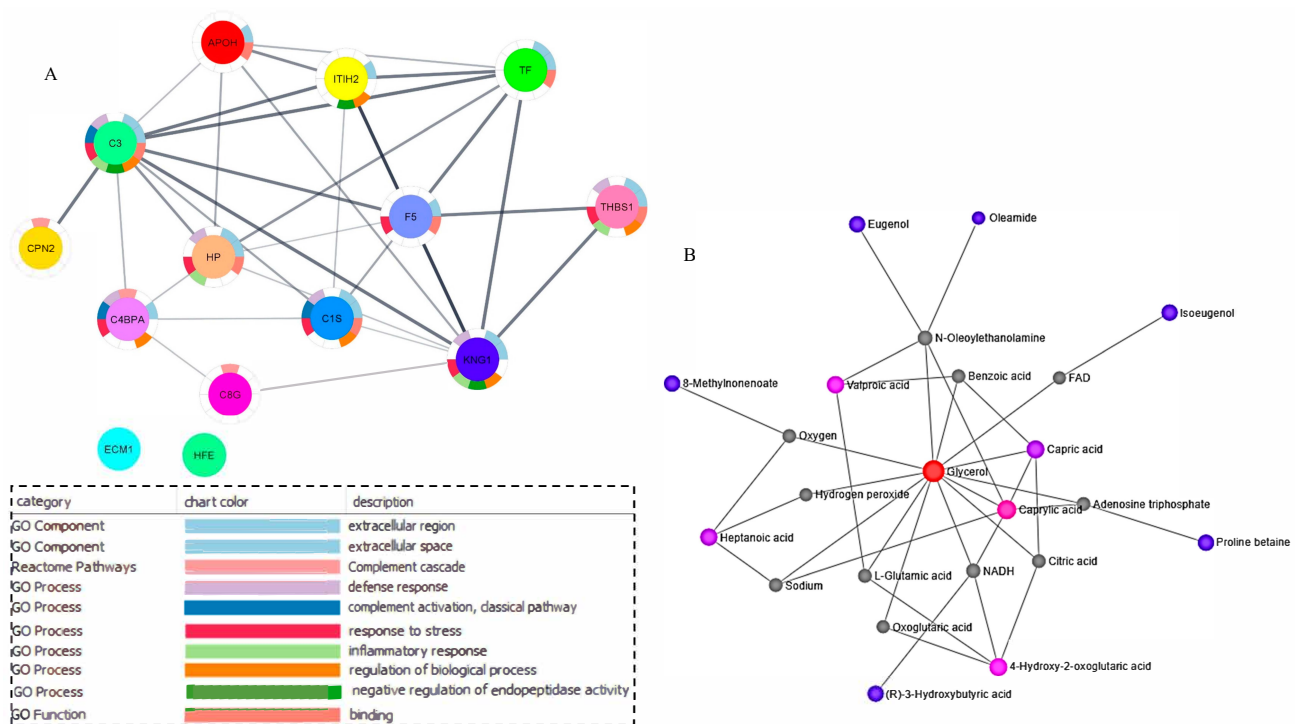 A
APOH
ITIH2
TF
C3
THBS1
F5
CPN2
HP
C4BPA
C1S
KNG1
C8G
ECM1
HFE
category chart color description
GO Component extracellular region
GO Component extracellular space
Reactome Pathways Complement cascade
GO Process defense response
GO Process complement activation, classical pathway
GO Process response to stress
GO Process inflammatory response
GO Process regulation of biological process
GO Process negative regulation of endopeptidase activity
GO Function binding
B
Eugenol
Oleamide
Isoeugenol
N-Oleoylethanolamine
8-Methylnonenoate
Valproic acid
Benzoic acid
FAD
Oxygen
Capric acid
Glycerol
Hydrogen peroxide
Adenosine triphosphate
Caprylic acid
Heptanoic acid
Proline betaine
Sodium
L-Glutamic acid
NADH
Citric acid
Oxoglutaric acid
4-Hydroxy-2-oxoglutaric acid
(R)-3-Hydroxybutyric acid